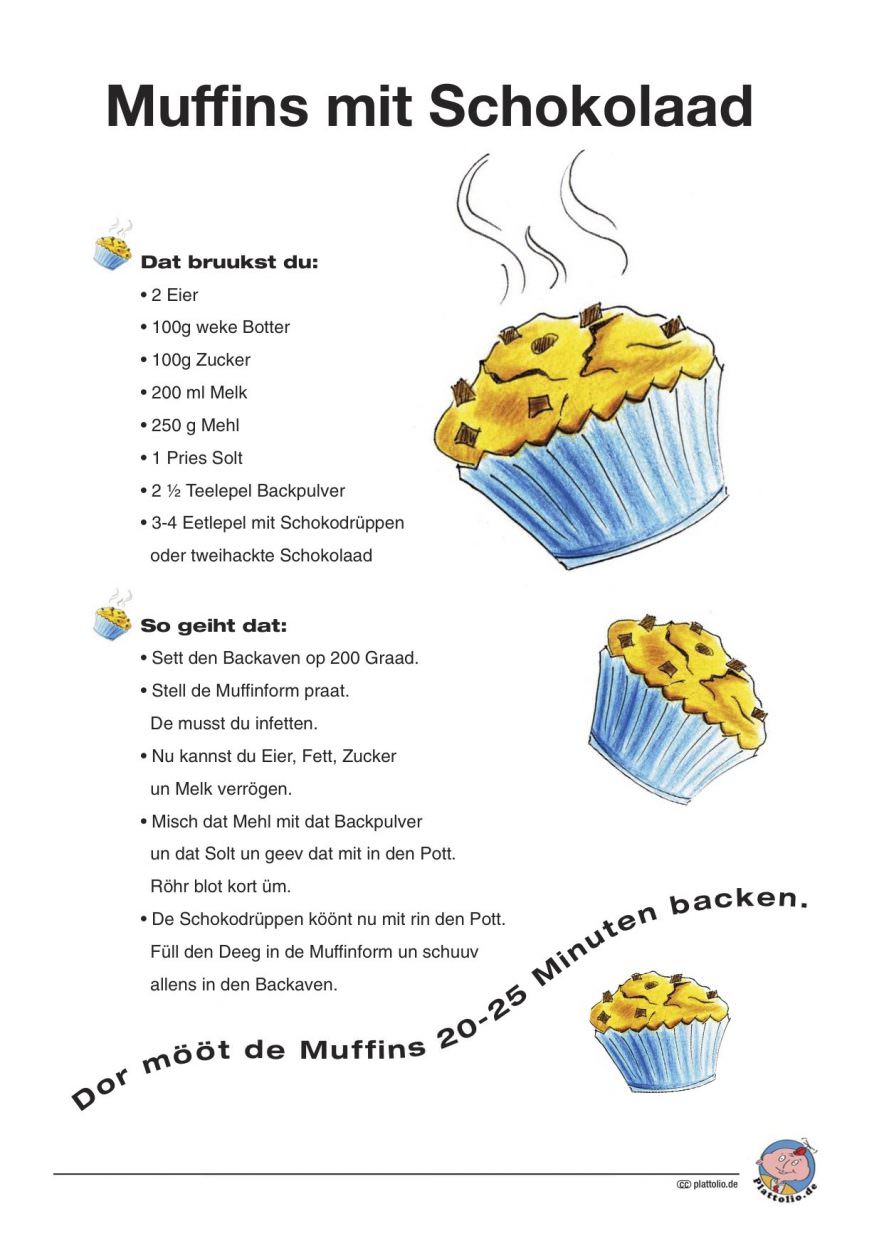 Muffins mit Schokolaad
Dat bruukst du:
• 2 Eier
• 100g weke Botter
• 100g Zucker
• 200 ml Melk
• 250 g Mehl
• 1 Pries Solt
• 2 ½ Teelepel Backpulver
• 3-4 Eetlepel mit Schokodrüppen
oder tweihackte Schokolaad
So geiht dat:
• Sett den Backaven op 200 Graad.
• Stell de Muffinform praat.
De musst du infetten.
• Nu kannst du Eier, Fett, Zucker
un Melk verrögen.
• Misch dat Mehl mit dat Backpulver
un dat Solt un geev dat mit in den Pott.
Röhr blot kort üm.
• De Schokodrüppen köönt nu mit rin den Pott.
Füll den Deeg in de Muffinform un schuuv
allens in den Backaven.
Dor mööt de Muffins 20-25 Minuten backen.
cc plattolio.de
Plattolio.de